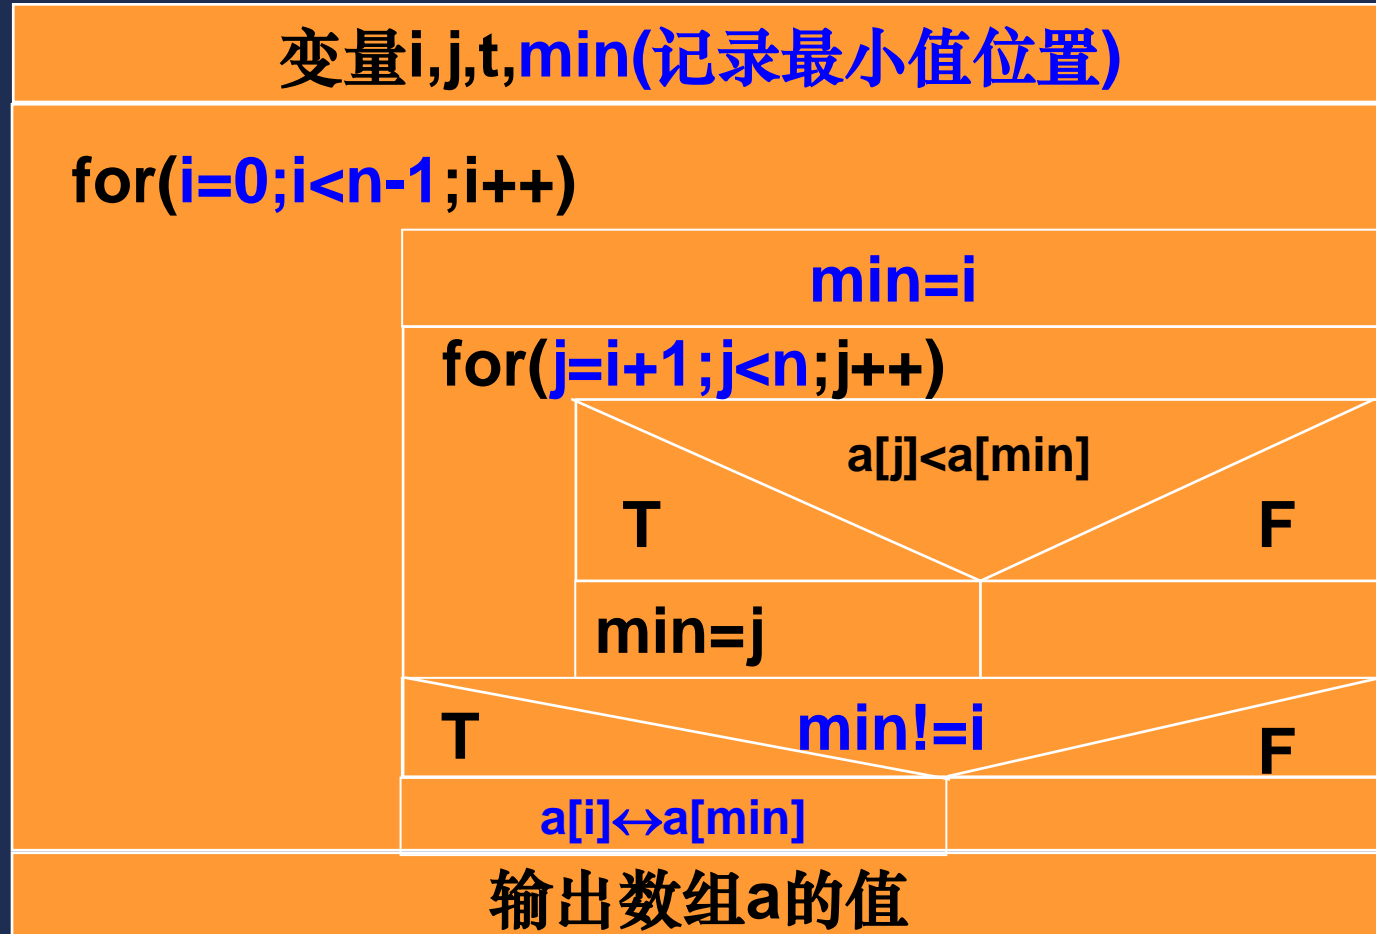 变量i,j,t,min(记录最小值位置)
for(i=0;i<n-1;i++)
min=i
for(j=i+1;j<n;j++)
a[j]<a[min]
T F
min=j
T min!=i F
a[i]↔a[min]
输出数组a的值